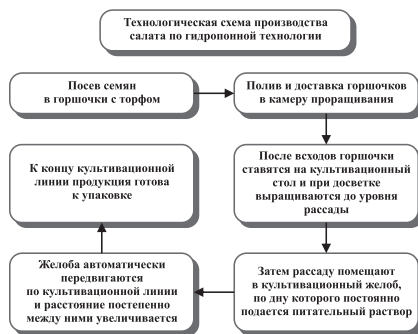 Технологическая схема производства
салата по гидропонной технологии
Посев семян
в горшочки с торфом
Полив и доставка горшочков
в камеру проращивания
После всходов горшочки
ставятся на культивационный
стол и при досветке
выращиваются до уровня
рассады
Затем рассаду помещают
в культивационный желоб,
по дну которого постоянно
подается питательный раствор
Желоба автоматически
передвигаются
по культивационной линии
и расстояние постепенно
между ними увеличивается
К концу культивационной
линии продукция готова
к упаковке